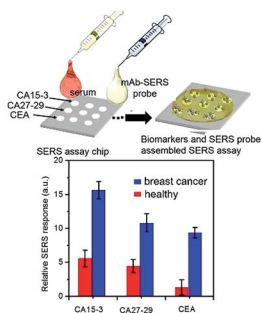 serum
mAb-SERS
probe
CA15-3
CA27-29
CEA
SERS assay chip
Biomarkers and SERS probe
assembled SERS assay
Relative SERS response (a.u.)
20
15
10
5
0
breast cancer
healthy
CA15-3
CA27-29
CEA